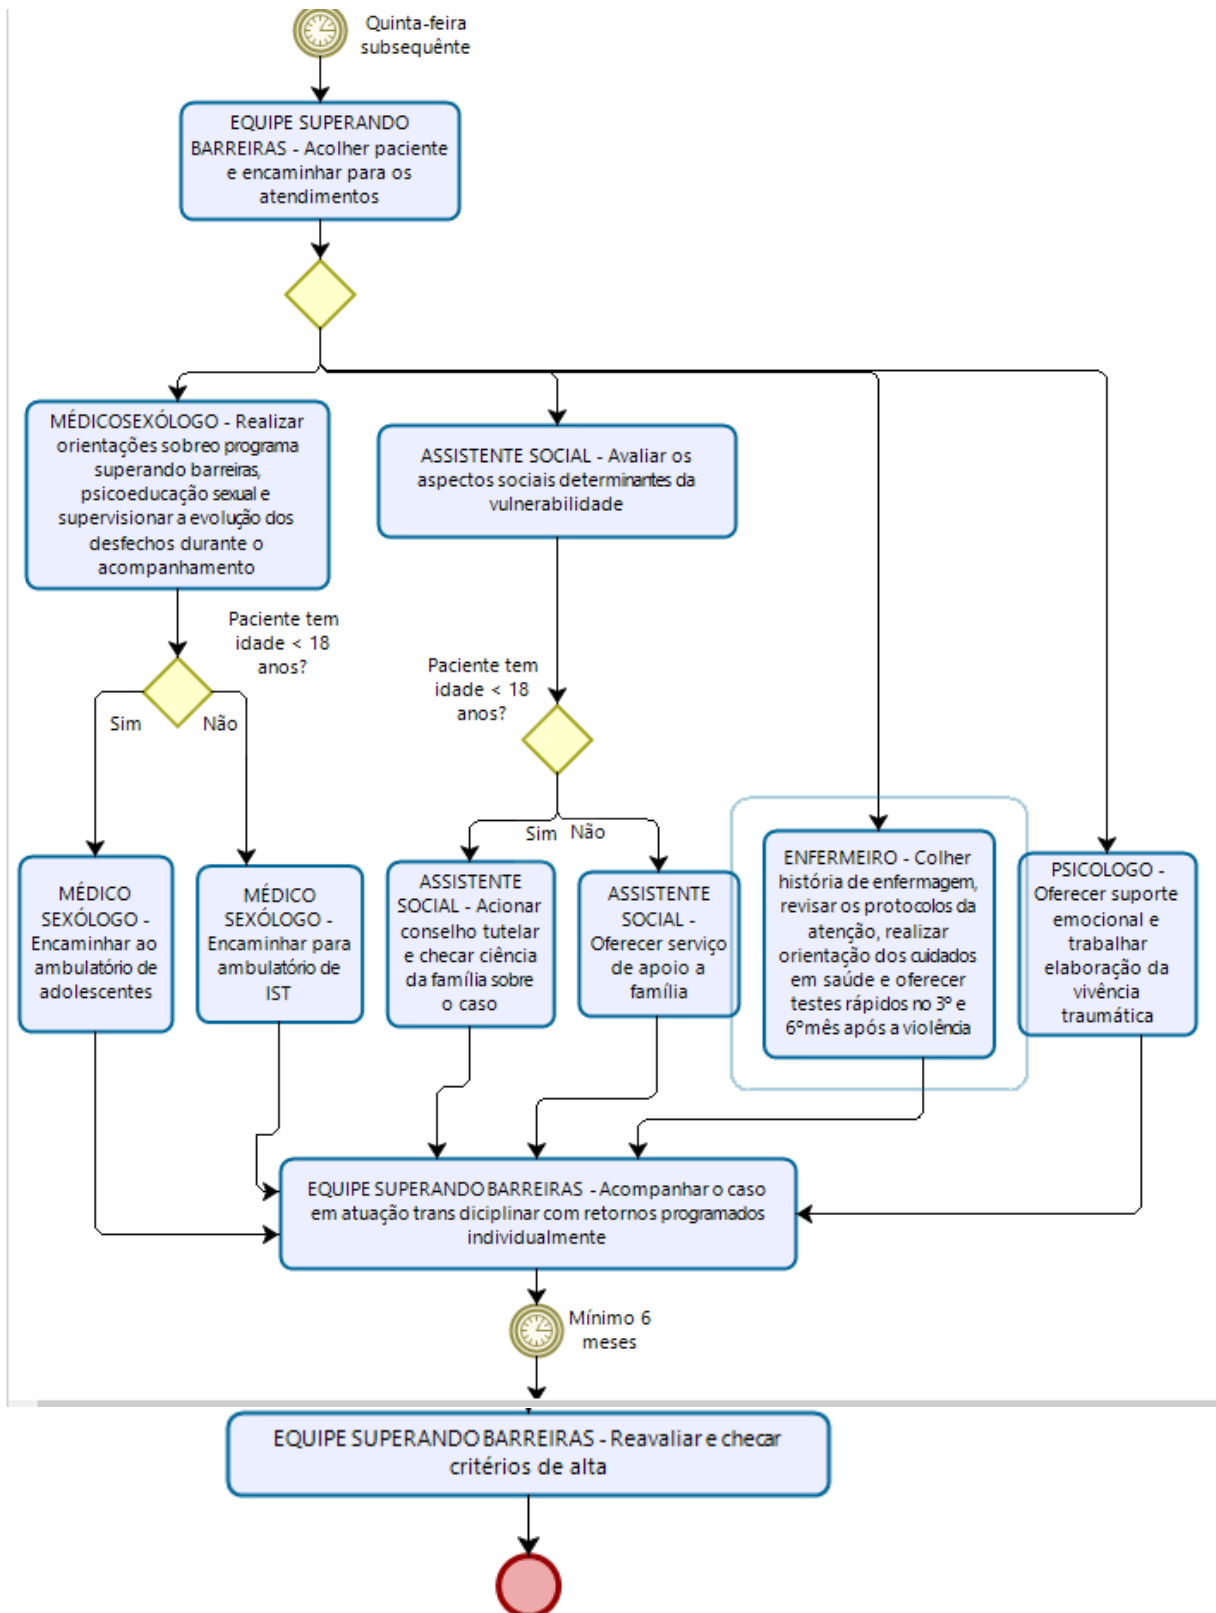 Quinta-feira
subsequênte
EQUIPE SUPERANDO
BARREIRAS - Acolher paciente
e encaminhar para os
atendimentos
MÉDICOSEXÓLOGO - Realizar
orientações sobreo programa
superando barreiras,
psicoeducação sexual e
supervisionar a evolução dos
desfechos durante o
acompanhamento
ASSISTENTE SOCIAL - Avaliar os
aspectos sociais determinantes da
vulnerabilidade
Paciente tem
idade < 18
anos?
Sim
Não
Paciente tem
idade < 18
anos?
Sim
Não
MÉDICO
SEXÓLOGO -
Encaminhar ao
ambulatório de
adolescentes
MÉDICO
SEXÓLOGO -
Encaminhar para
ambulatório de
IST
ASSISTENTE
SOCIAL - Acionar
conselho tutelar
e checar ciência
da família sobre
o caso
ASSISTENTE
SOCIAL -
Oferecer serviço
de apoio a
família
ENFERMEIRO - Colher
história de enfermagem,
revisar os protocolos da
atenção, realizar
orientação dos cuidados
em saúde e oferecer
testes rápidos no 3º e
6º mês após a violência
PSICOLOGO -
Oferecer suporte
emocional e
trabalhar
elaboração da
vivência
traumática
EQUIPE SUPERANDO BARREIRAS - Acompanhar o caso
em atuação trans diciplinar com retornos programados
individualmente
Mínimo 6
meses
EQUIPE SUPERANDO BARREIRAS - Reavaliar e checar
critérios de alta